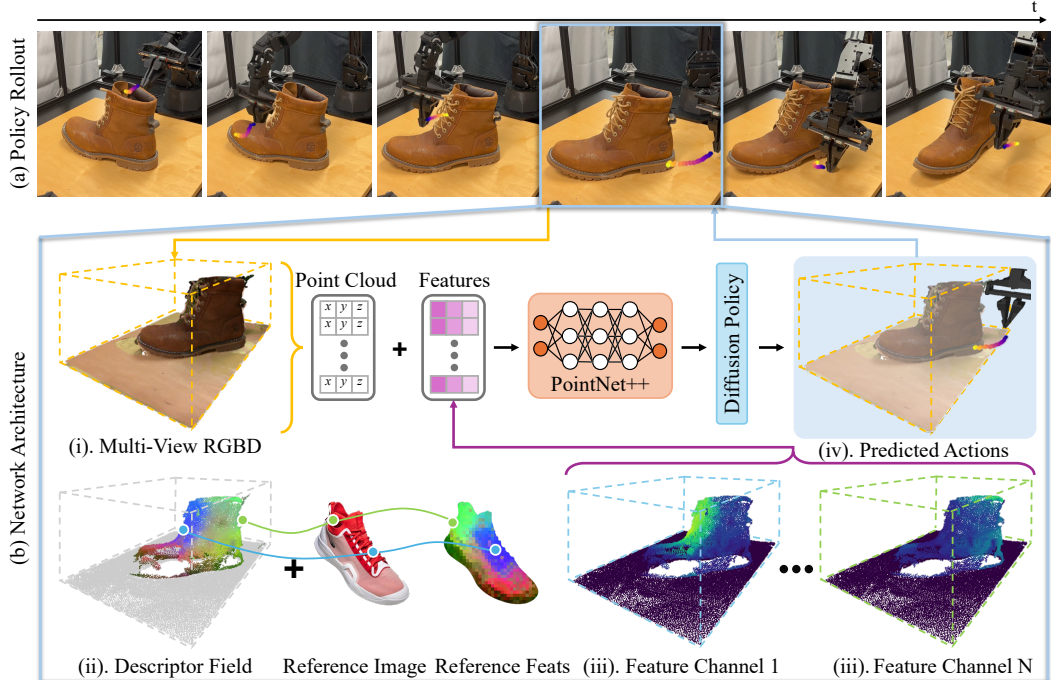 t
(a) Policy Rollout
(b) Network Architecture
Point Cloud
Features
x y z
x y z
x y z
+
PointNet++
Diffusion Policy
(i). Multi-View RGBD
(iv). Predicted Actions
+
(ii). Descriptor Field
Reference Image
Reference Feats
(iii). Feature Channel 1
(iii). Feature Channel N